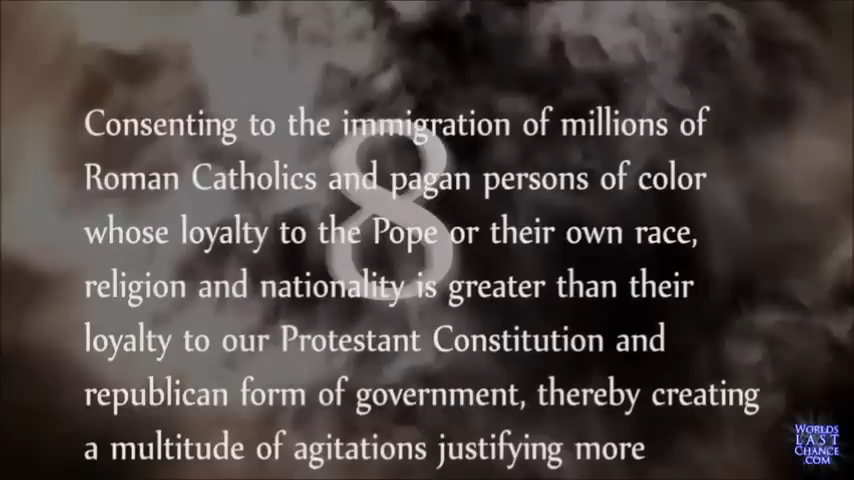 8
Consenting to the immigration of millions of
Roman Catholics and pagan persons of color
whose loyalty to the Pope or their own race,
religion and nationality is greater than their
loyalty to our Protestant Constitution and
republican form of government, thereby creating
a multitude of agitations justifying more
WORLDS
LAST
CHANCE
.COM